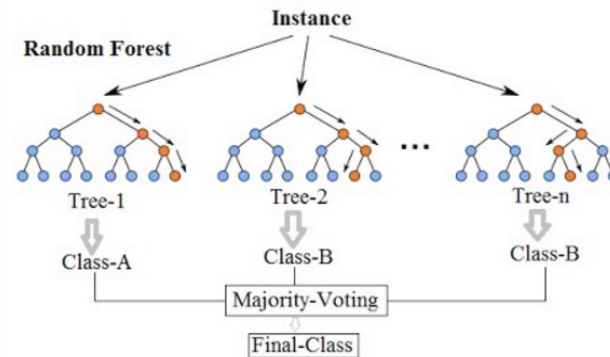 Instance
Random Forest
...
Tree-1 Tree-2 Tree-n
Class-A Class-B Class-B
Majority-Voting
Final-Class